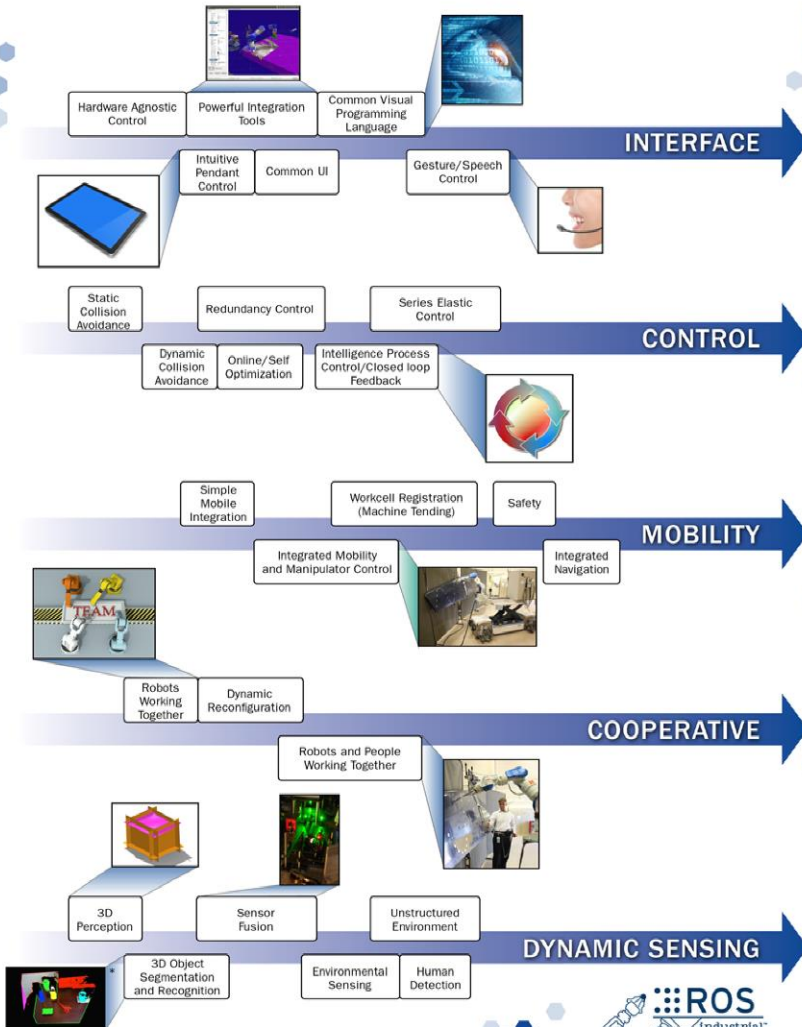 Hardware Agnostic
Control
Powerful Integration
Tools
Common Visual
Programming
Language
INTERFACE
Intuitive
Pendant
Control
Common UI
Gesture/Speech
Control
Static
Collision
Avoidance
Redundancy Control
Series Elastic
Control
CONTROL
Dynamic
Collision
Avoidance
Online/Self
Optimization
Intelligence Process
Control/Closed loop
Feedback
Simple
Mobile
Integration
Workcell Registration
(Machine Tending)
Safety
MOBILITY
Integrated Mobility
and Manipulator Control
Integrated
Navigation
TEAM
Robots
Working
Together
Dynamic
Reconfiguration
COOPERATIVE
Robots and People
Working Together
3D
Perception
Sensor
Fusion
Unstructured
Environment
DYNAMIC SENSING
3D Object
Segmentation
and Recognition
Environmental
Sensing
Human
Detection
ROS
Industrial™